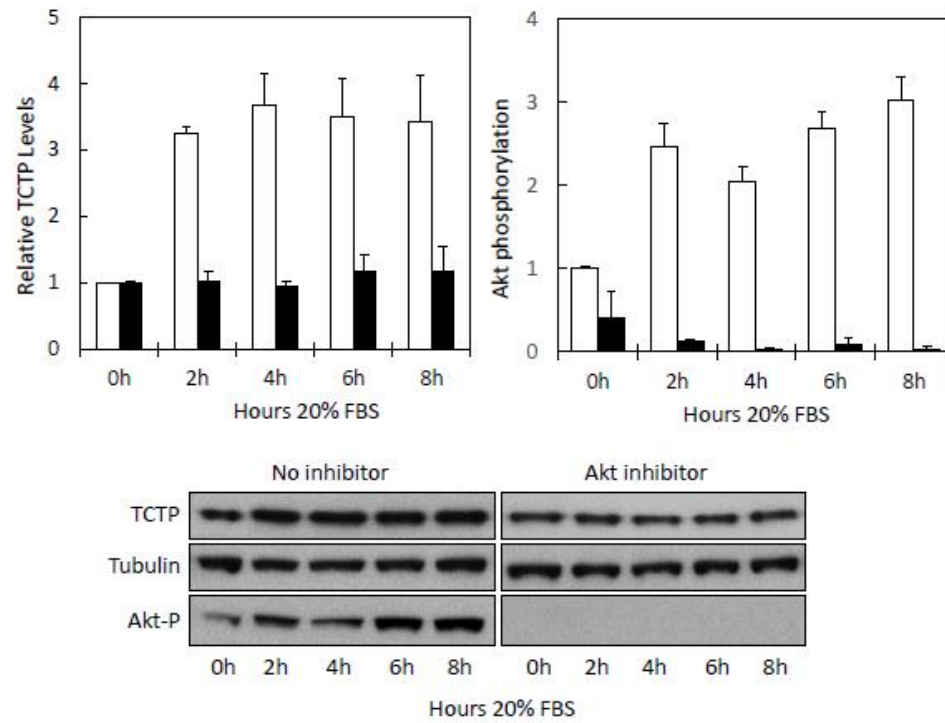 5
4
3
2
1
0
Relative TCTP Levels
0h 2h 4h 6h 8h
Hours 20% FBS
4
3
2
1
0
Akt phosphorylation
0h 2h 4h 6h 8h
Hours 20% FBS
No inhibitor Akt inhibitor
TCTP
Tubulin
Akt-P
0h 2h 4h 6h 8h 0h 2h 4h 6h 8h
Hours 20% FBS